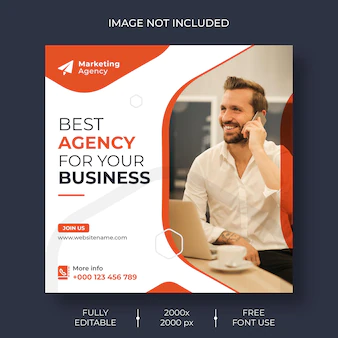 IMAGE NOT INCLUDED
Marketing
Agency
BEST
AGENCY
FOR YOUR
BUSINESS
JOIN US
www.websitename.com
More info
+000 123 456 789
FULLY
EDITABLE
2000x
2000 px
FREE
FONT USE